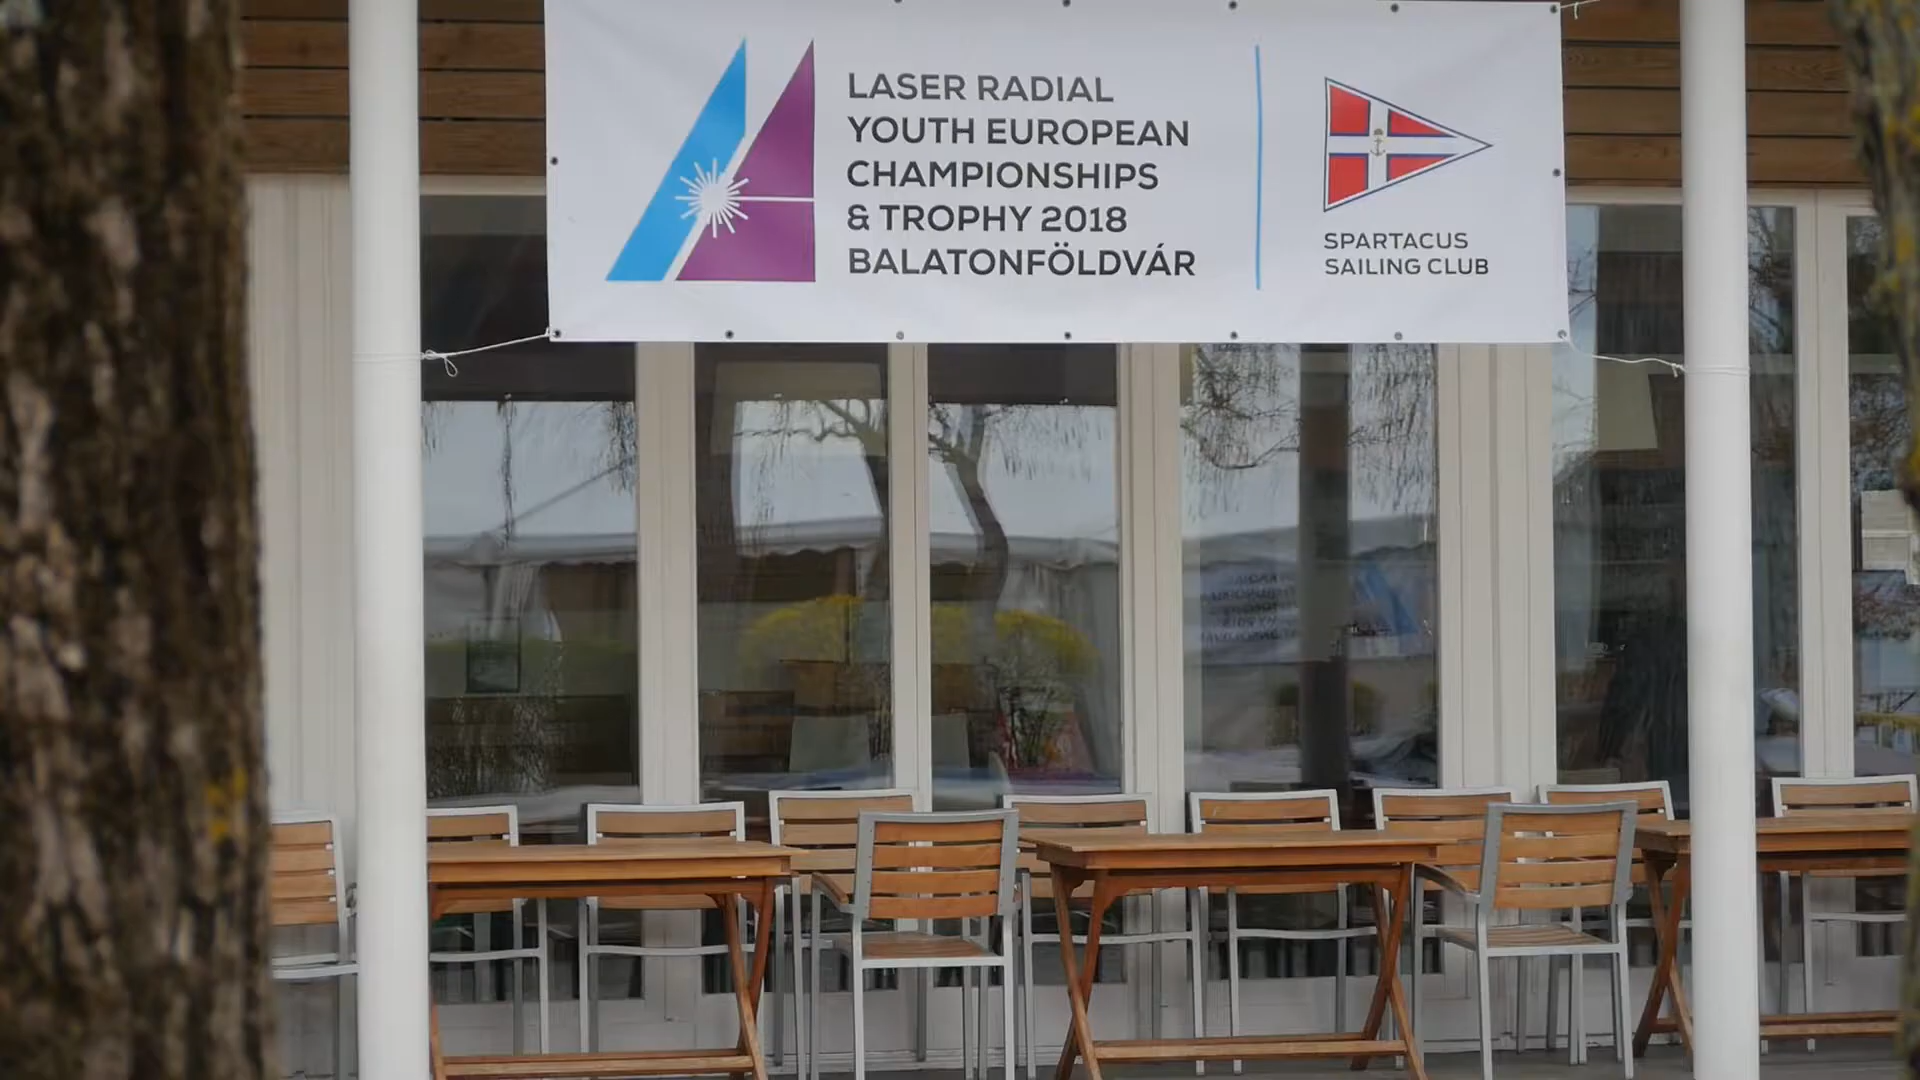 LASER RADIAL
YOUTH EUROPEAN
CHAMPIONSHIPS
& TROPHY 2018
BALATONFÖLDVÁR
SPARTACUS
SAILING CLUB